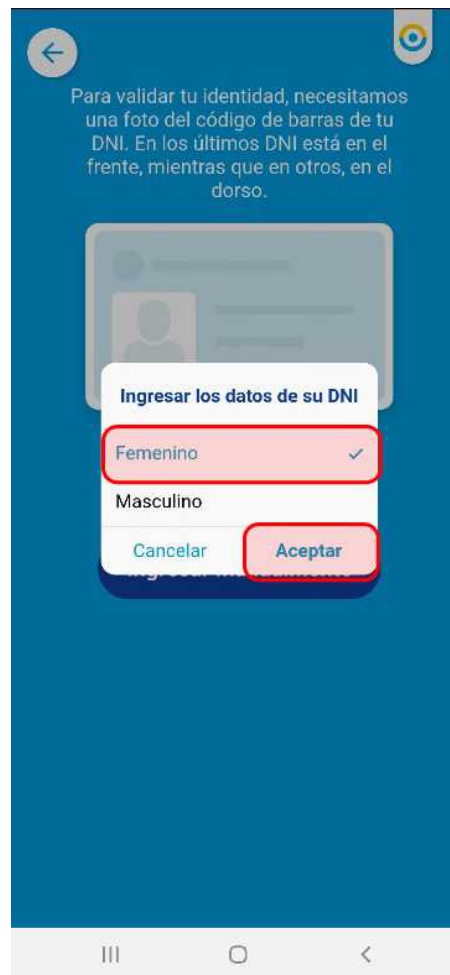 Para validar tu identidad, necesitamos
una foto del código de barras de tu
DNI. En los últimos DNI está en el
frente, mientras que en otros, en el
dorso.
Ingresar los datos de su DNI
Femenino
Masculino
Cancelar Aceptar